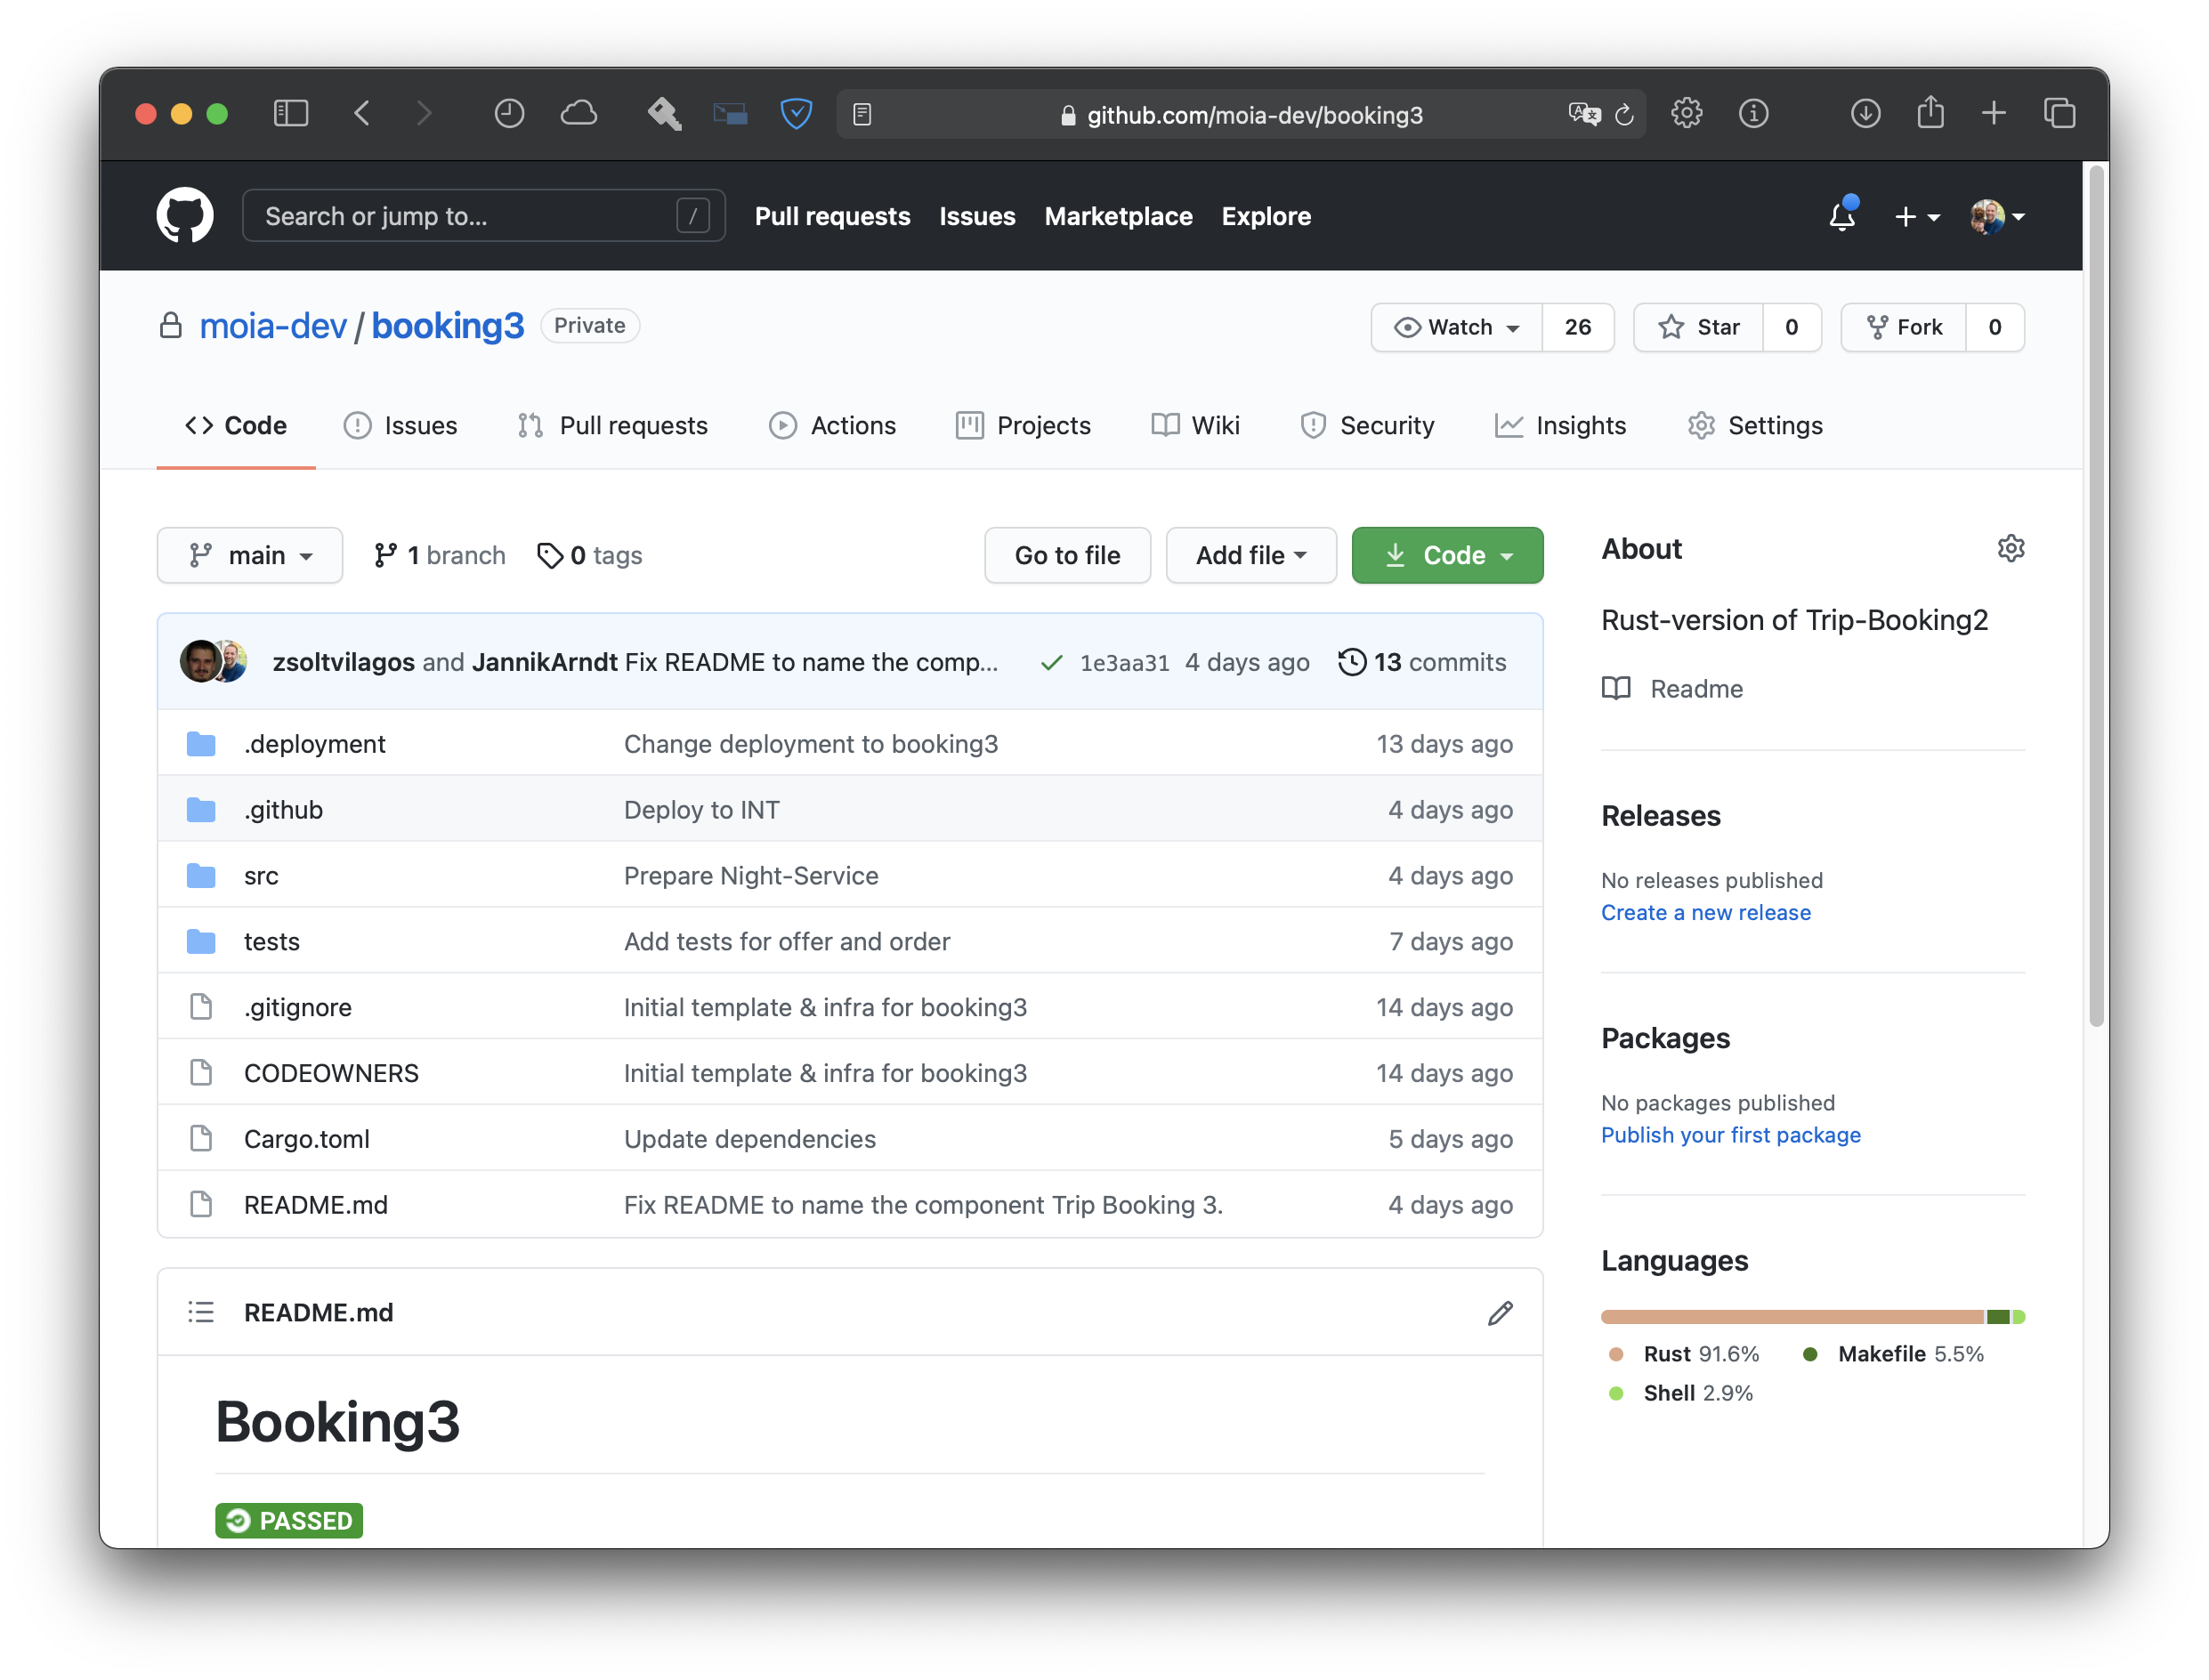 github.com/moia-dev/booking3
Search or jump to... /
Pull requests Issues Marketplace Explore
moia-dev / booking3 Private
Watch 26 Star 0 Fork 0
Code Issues Pull requests Actions Projects Wiki Security Insights Settings
main 1 branch 0 tags Go to file Add file Code
zsoltvilagos and JannikArndt Fix README to name the comp... 1e3aa31 4 days ago 13 commits
.deployment Change deployment to booking3 13 days ago
.github Deploy to INT 4 days ago
src Prepare Night-Service 4 days ago
tests Add tests for offer and order 7 days ago
.gitignore Initial template & infra for booking3 14 days ago
CODEOWNERS Initial template & infra for booking3 14 days ago
Cargo.toml Update dependencies 5 days ago
README.md Fix README to name the component Trip Booking 3. 4 days ago
README.md
Booking3
PASSED
About
Rust-version of Trip-Booking2
Readme
Releases
No releases published
Create a new release
Packages
No packages published
Publish your first package
Languages
Rust 91.6% Makefile 5.5%
Shell 2.9%